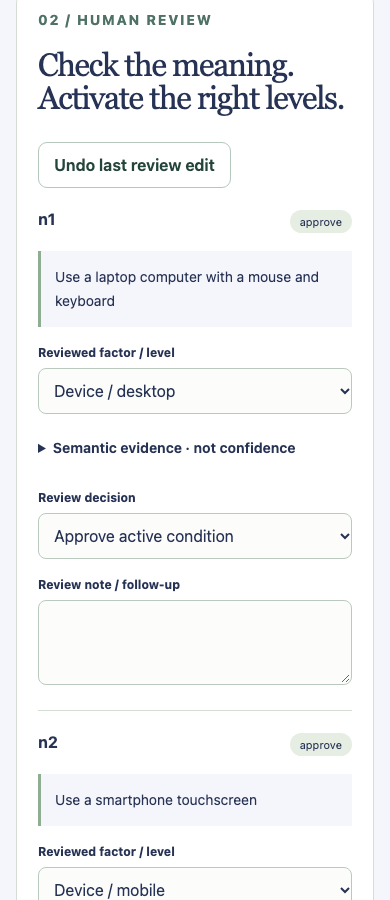 02 / HUMAN REVIEW
Check the meaning.
Activate the right levels.
Undo last review edit
n1
approve
Use a laptop computer with a mouse and
keyboard
Reviewed factor / level
Device / desktop
Semantic evidence · not confidence
Review decision
Approve active condition
Review note / follow-up
n2
approve
Use a smartphone touchscreen
Reviewed factor / level
Device / mobile